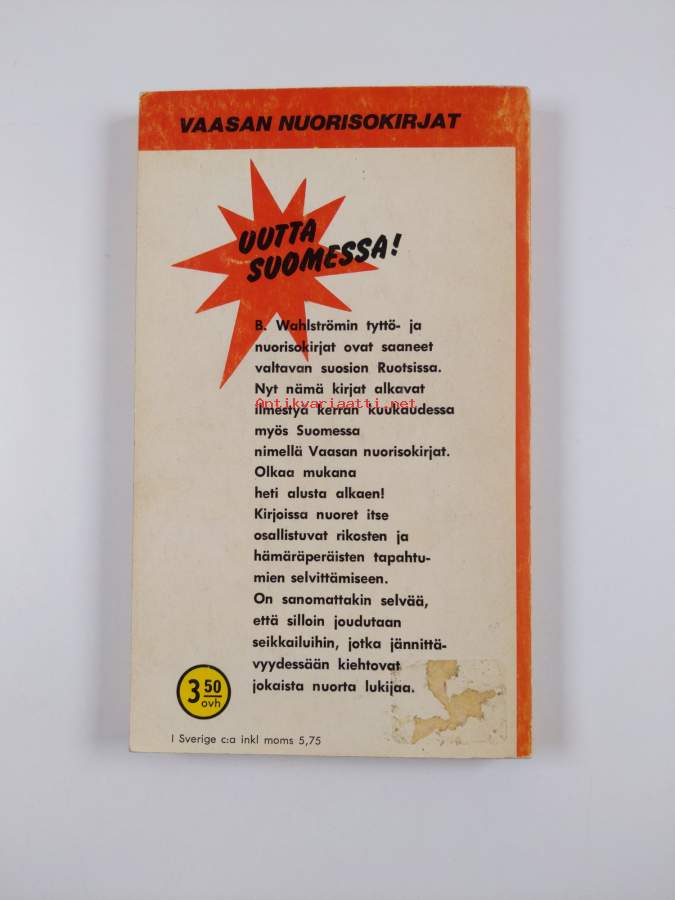 VAASAN NUORISOKIRJAT
UUTTA
SUOMESSA!
B. Wahlströmin tyttö- ja
nuorisokirjat ovat saaneet
valtavan suosion Ruotsissa.
Nyt nämä kirjat alkavat
Antikvariaatti.net
ilmestyä kerran kuukaudessa
myös Suomessa
nimellä Vaasan nuorisokirjat.
Olkaa mukana
heti alusta alkaen!
Kirjoissa nuoret itse
osallistuvat rikosten ja
hämäräperäisten tapahtu-
mien selvittämiseen.
On sanomattakin selvää,
että silloin joudutaan
seikkailuihin, jotka jännittä-
vyydessään kiehtovat
jokaista nuorta lukijaa.
3 50
ovh
I Sverige c:a inkl moms 5,75